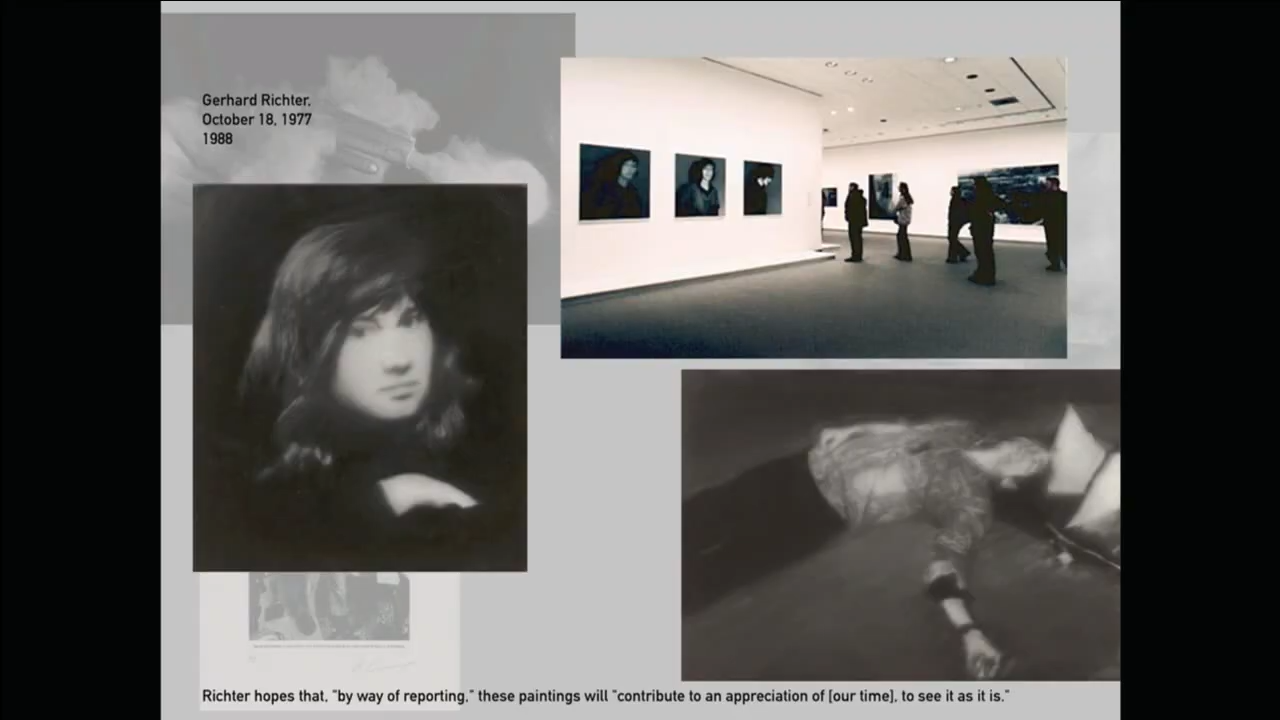 Gerhard Richter,
October 18, 1977
1988
Richter hopes that, "by way of reporting," these paintings will "contribute to an appreciation of [our time], to see it as it is."